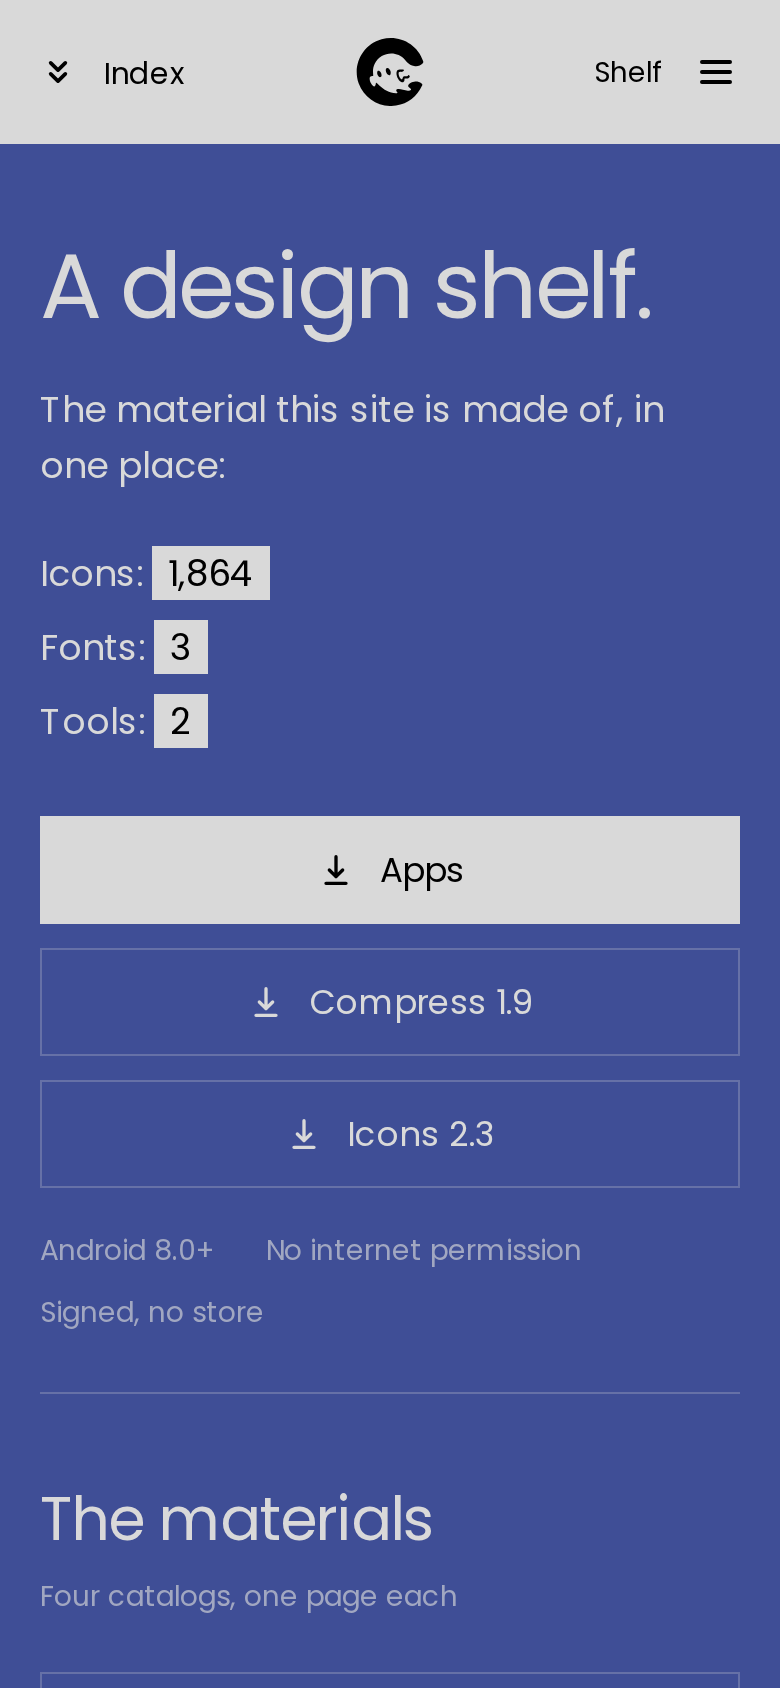 Index
Shelf
A design shelf.
The material this site is made of, in
one place:
Icons: 1,864
Fonts: 3
Tools: 2
Apps
Compress 1.9
Icons 2.3
Android 8.0+ No internet permission
Signed, no store
The materials
Four catalogs, one page each